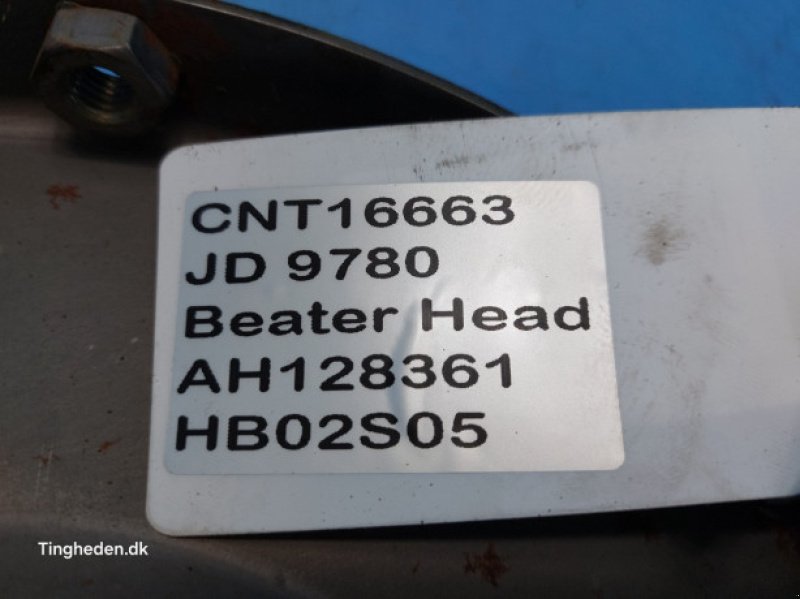 CNT16663
JD 9780
Beater Head
AH128361
HB02S05
Tingheden.dk